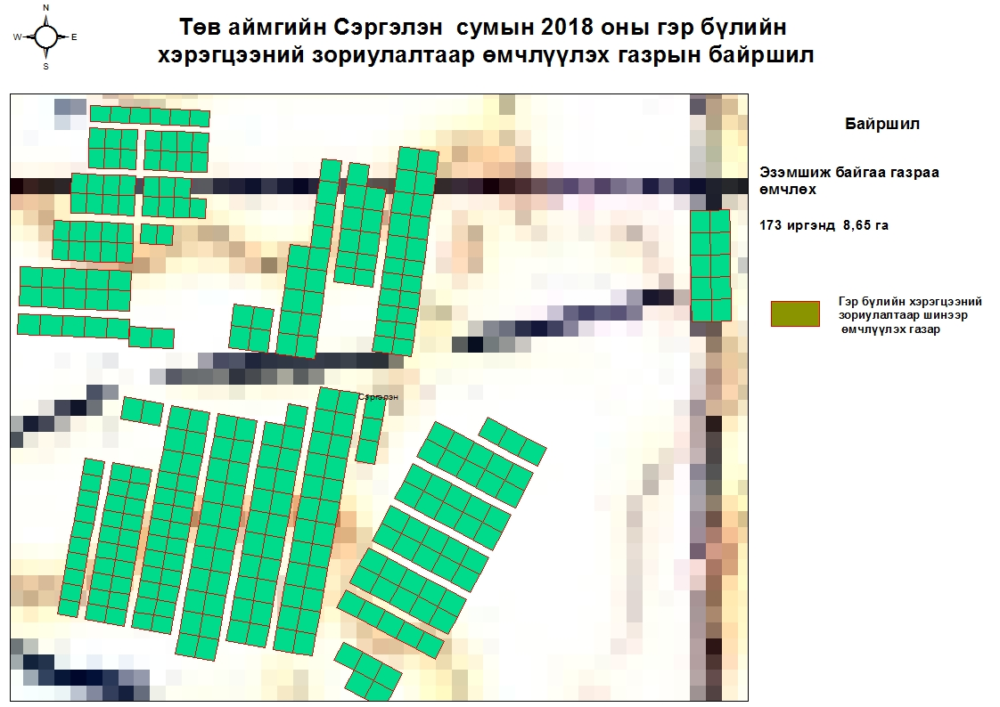 N
W E
S
Төв аймгийн Сэргэлэн сумын 2018 оны гэр бүлийн
хэрэгцээний зориулалтаар өмчлүүлэх газрын байршил
Байршил
Эзэмшиж байгаа газраа
өмчлөх
173 иргэнд 8,65 га
Гэр бүлийн хэрэгцээний
зориулалтаар шинээр
өмчлүүлэх газар
Сэргэлэн